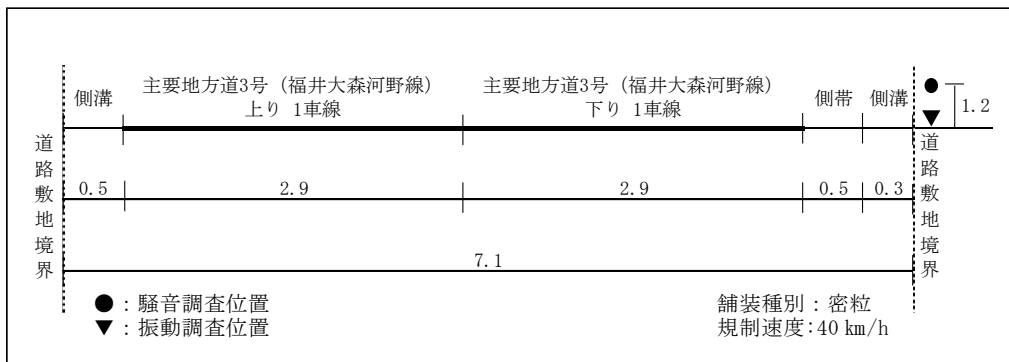 側溝
主要地方道3号（福井大森河野線）
上り 1車線
主要地方道3号（福井大森河野線）
下り 1車線
側帯
側溝
1.2
道路敷地境界
0.5
2.9
2.9
0.5
0.3
道路敷地境界
7.1
●：騒音調査位置
▼：振動調査位置
舗装種別：密粒
規制速度：40 km/h